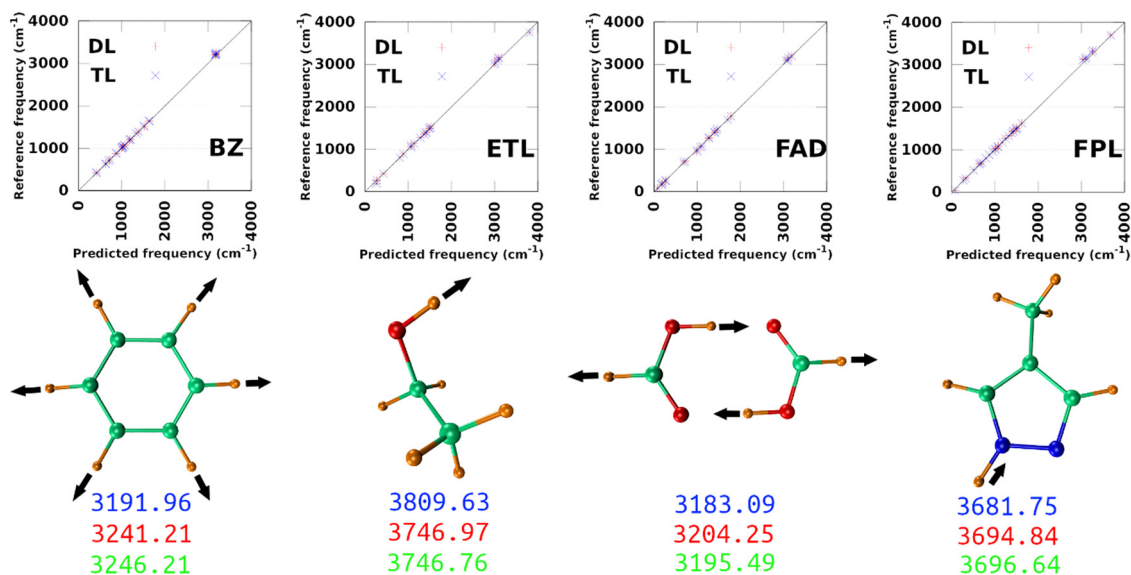 Reference frequency (cm-1)
4000
3000
2000
1000
0
DL
TL
BZ
0
1000
2000
3000
4000
Predicted frequency (cm-1)
Reference frequency (cm-1)
4000
3000
2000
1000
0
DL
TL
ETL
0
1000
2000
3000
4000
Predicted frequency (cm-1)
Reference frequency (cm-1)
4000
3000
2000
1000
0
DL
TL
FAD
0
1000
2000
3000
4000
Predicted frequency (cm-1)
Reference frequency (cm-1)
4000
3000
2000
1000
0
DL
TL
FPL
0
1000
2000
3000
4000
Predicted frequency (cm-1)
3191.96 3809.63 3183.09 3681.75
3241.21 3746.97 3204.25 3694.84
3246.21 3746.76 3195.49 3696.64